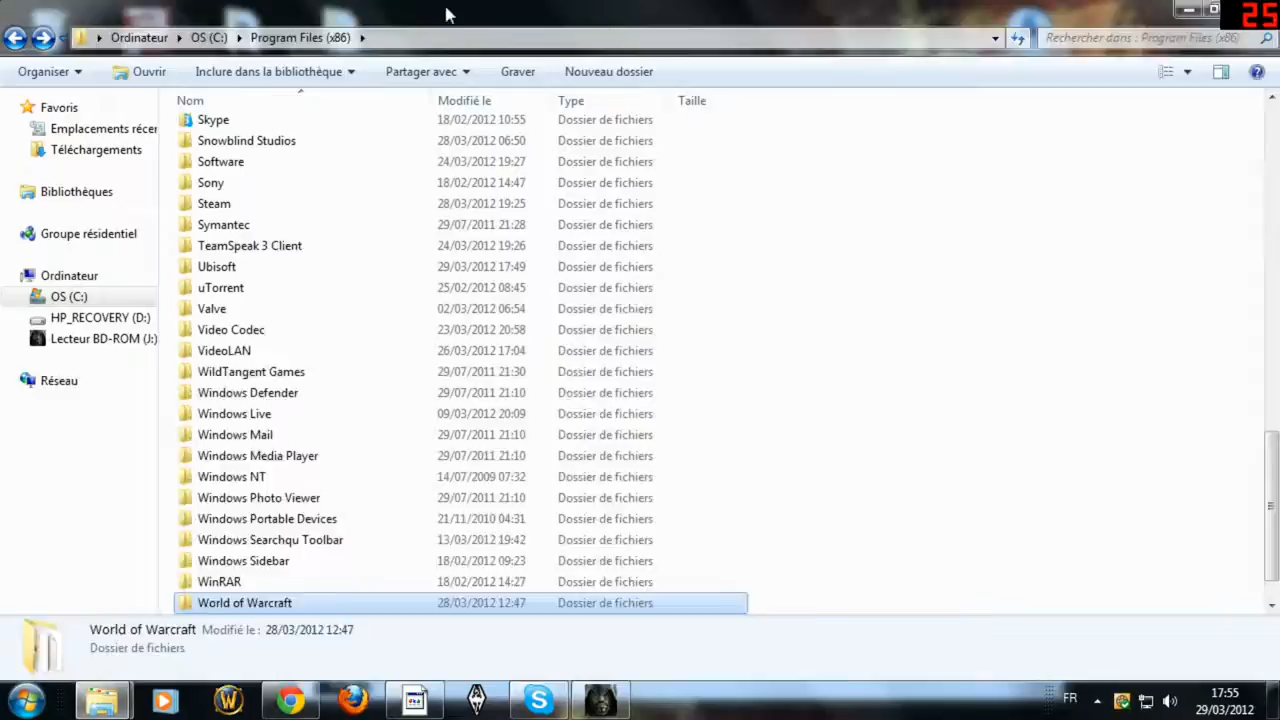 25
Ordinateur OS (C:) Program Files (x86)
Rechercher dans : Program Files (x86)
Organiser Ouvrir Inclure dans la bibliothèque Partager avec Graver Nouveau dossier
Nom Modifié le Type Taille
Favoris
Emplacements récen
Téléchargements
Bibliothèques
Groupe résidentiel
Ordinateur
OS (C:)
HP_RECOVERY (D:)
Lecteur BD-ROM (J:)
Réseau
Skype 18/02/2012 10:55 Dossier de fichiers
Snowblind Studios 28/03/2012 06:50 Dossier de fichiers
Software 24/03/2012 19:27 Dossier de fichiers
Sony 18/02/2012 14:47 Dossier de fichiers
Steam 28/03/2012 19:25 Dossier de fichiers
Symantec 29/07/2011 21:28 Dossier de fichiers
TeamSpeak 3 Client 24/03/2012 19:26 Dossier de fichiers
Ubisoft 29/03/2012 17:49 Dossier de fichiers
uTorrent 25/02/2012 08:45 Dossier de fichiers
Valve 02/03/2012 06:54 Dossier de fichiers
Video Codec 23/03/2012 20:58 Dossier de fichiers
VideoLAN 26/03/2012 17:04 Dossier de fichiers
WildTangent Games 29/07/2011 21:30 Dossier de fichiers
Windows Defender 29/07/2011 21:10 Dossier de fichiers
Windows Live 09/03/2012 20:09 Dossier de fichiers
Windows Mail 29/07/2011 21:10 Dossier de fichiers
Windows Media Player 29/07/2011 21:10 Dossier de fichiers
Windows NT 14/07/2009 07:32 Dossier de fichiers
Windows Photo Viewer 29/07/2011 21:10 Dossier de fichiers
Windows Portable Devices 21/11/2010 04:31 Dossier de fichiers
Windows Searchqu Toolbar 13/03/2012 19:42 Dossier de fichiers
Windows Sidebar 18/02/2012 09:23 Dossier de fichiers
WinRAR 18/02/2012 14:27 Dossier de fichiers
World of Warcraft 28/03/2012 12:47 Dossier de fichiers
World of Warcraft Modifié le : 28/03/2012 12:47
Dossier de fichiers
FR
17:55
29/03/2012